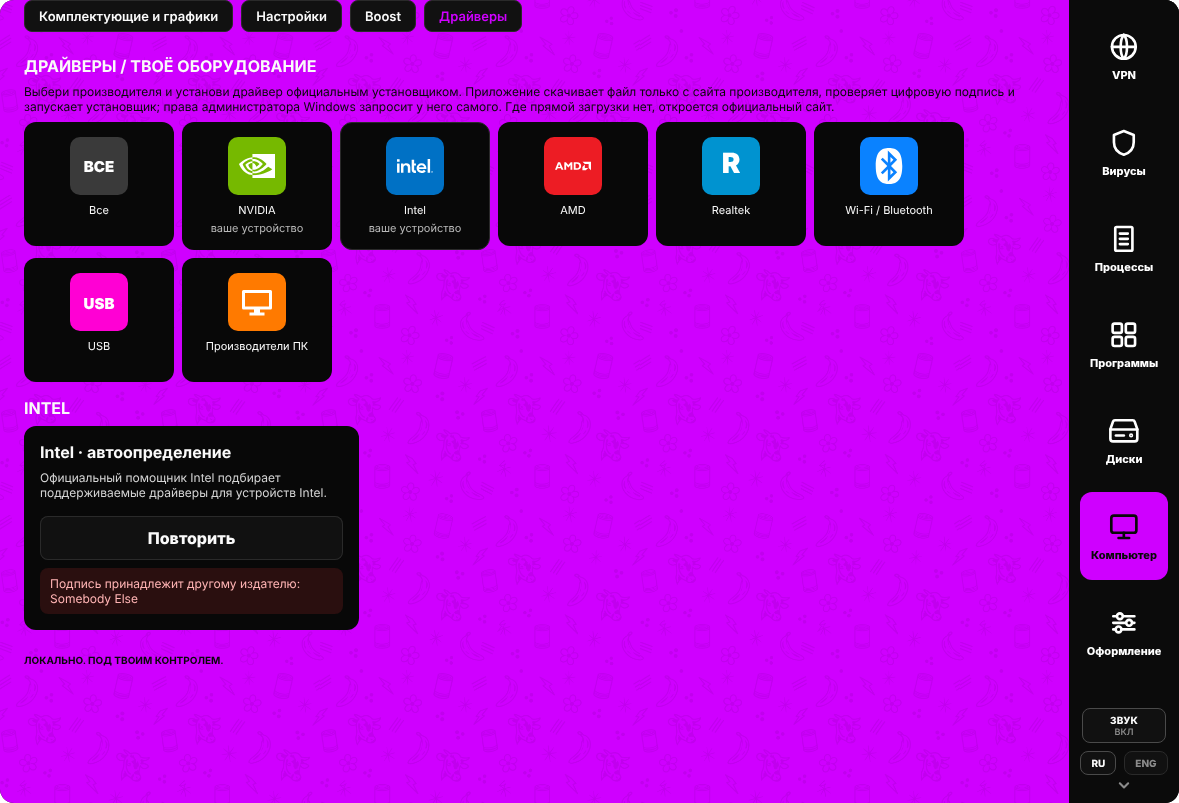 Комплектующие и графики
Настройки
Boost
Драйверы
ДРАЙВЕРЫ / ТВОЁ ОБОРУДОВАНИЕ
Выбери производителя и установи драйвер официальным установщиком. Приложение скачивает файл только с сайта производителя, проверяет цифровую подпись и
запускает установщик; права администратора Windows запросит у него самого. Где прямой загрузки нет, откроется официальный сайт.
ВСЕ
Все
NVIDIA
ваше устройство
intel.
Intel
ваше устройство
AMD
AMD
R
Realtek
Wi-Fi / Bluetooth
USB
USB
Производители ПК
INTEL
Intel · автоопределение
Официальный помощник Intel подбирает
поддерживаемые драйверы для устройств Intel.
Повторить
Подпись принадлежит другому издателю:
Somebody Else
ЛОКАЛЬНО. ПОД ТВОИМ КОНТРОЛЕМ.
VPN
Вирусы
Процессы
Программы
Диски
Компьютер
Оформление
ЗВУК
ВКЛ
RU
ENG